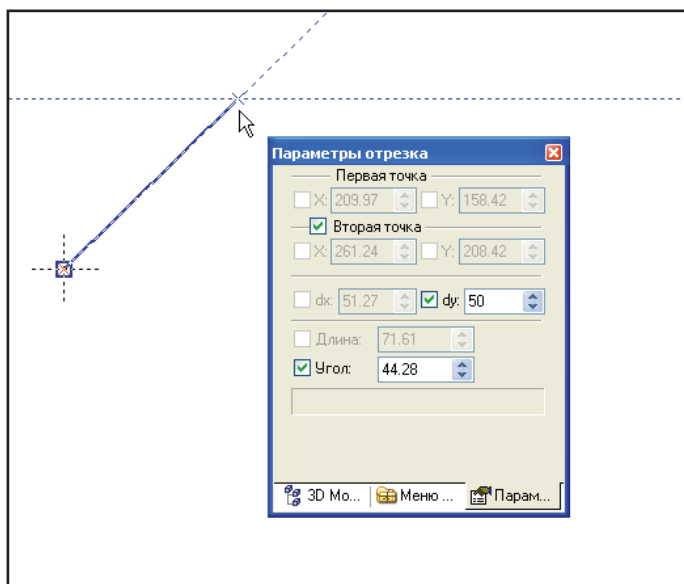 Параметры отрезка
Первая точка
X: 209.97 Y: 158.42
Вторая точка
X: 261.24 Y: 208.42
dx: 51.27 dy: 50
Длина: 71.61
Угол: 44.28
3D Мо... Меню ... Парам...